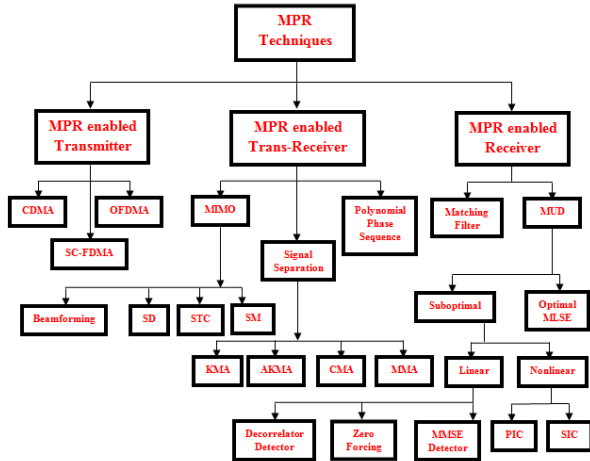 MPR
Techniques
MPR enabled
Transmitter
MPR enabled
Trans-Receiver
MPR enabled
Receiver
CDMA
OFDMA
SC-FDMA
MIMO
Signal
Separation
Polynomial
Phase
Sequence
Matching
Filter
MUD
Beamforming
SD
STC
SM
Suboptimal
Optimal
MLSE
KMA
AKMA
CMA
MMA
Linear
Nonlinear
Decorrelator
Detector
Zero
Forcing
MMSE
Detector
PIC
SIC